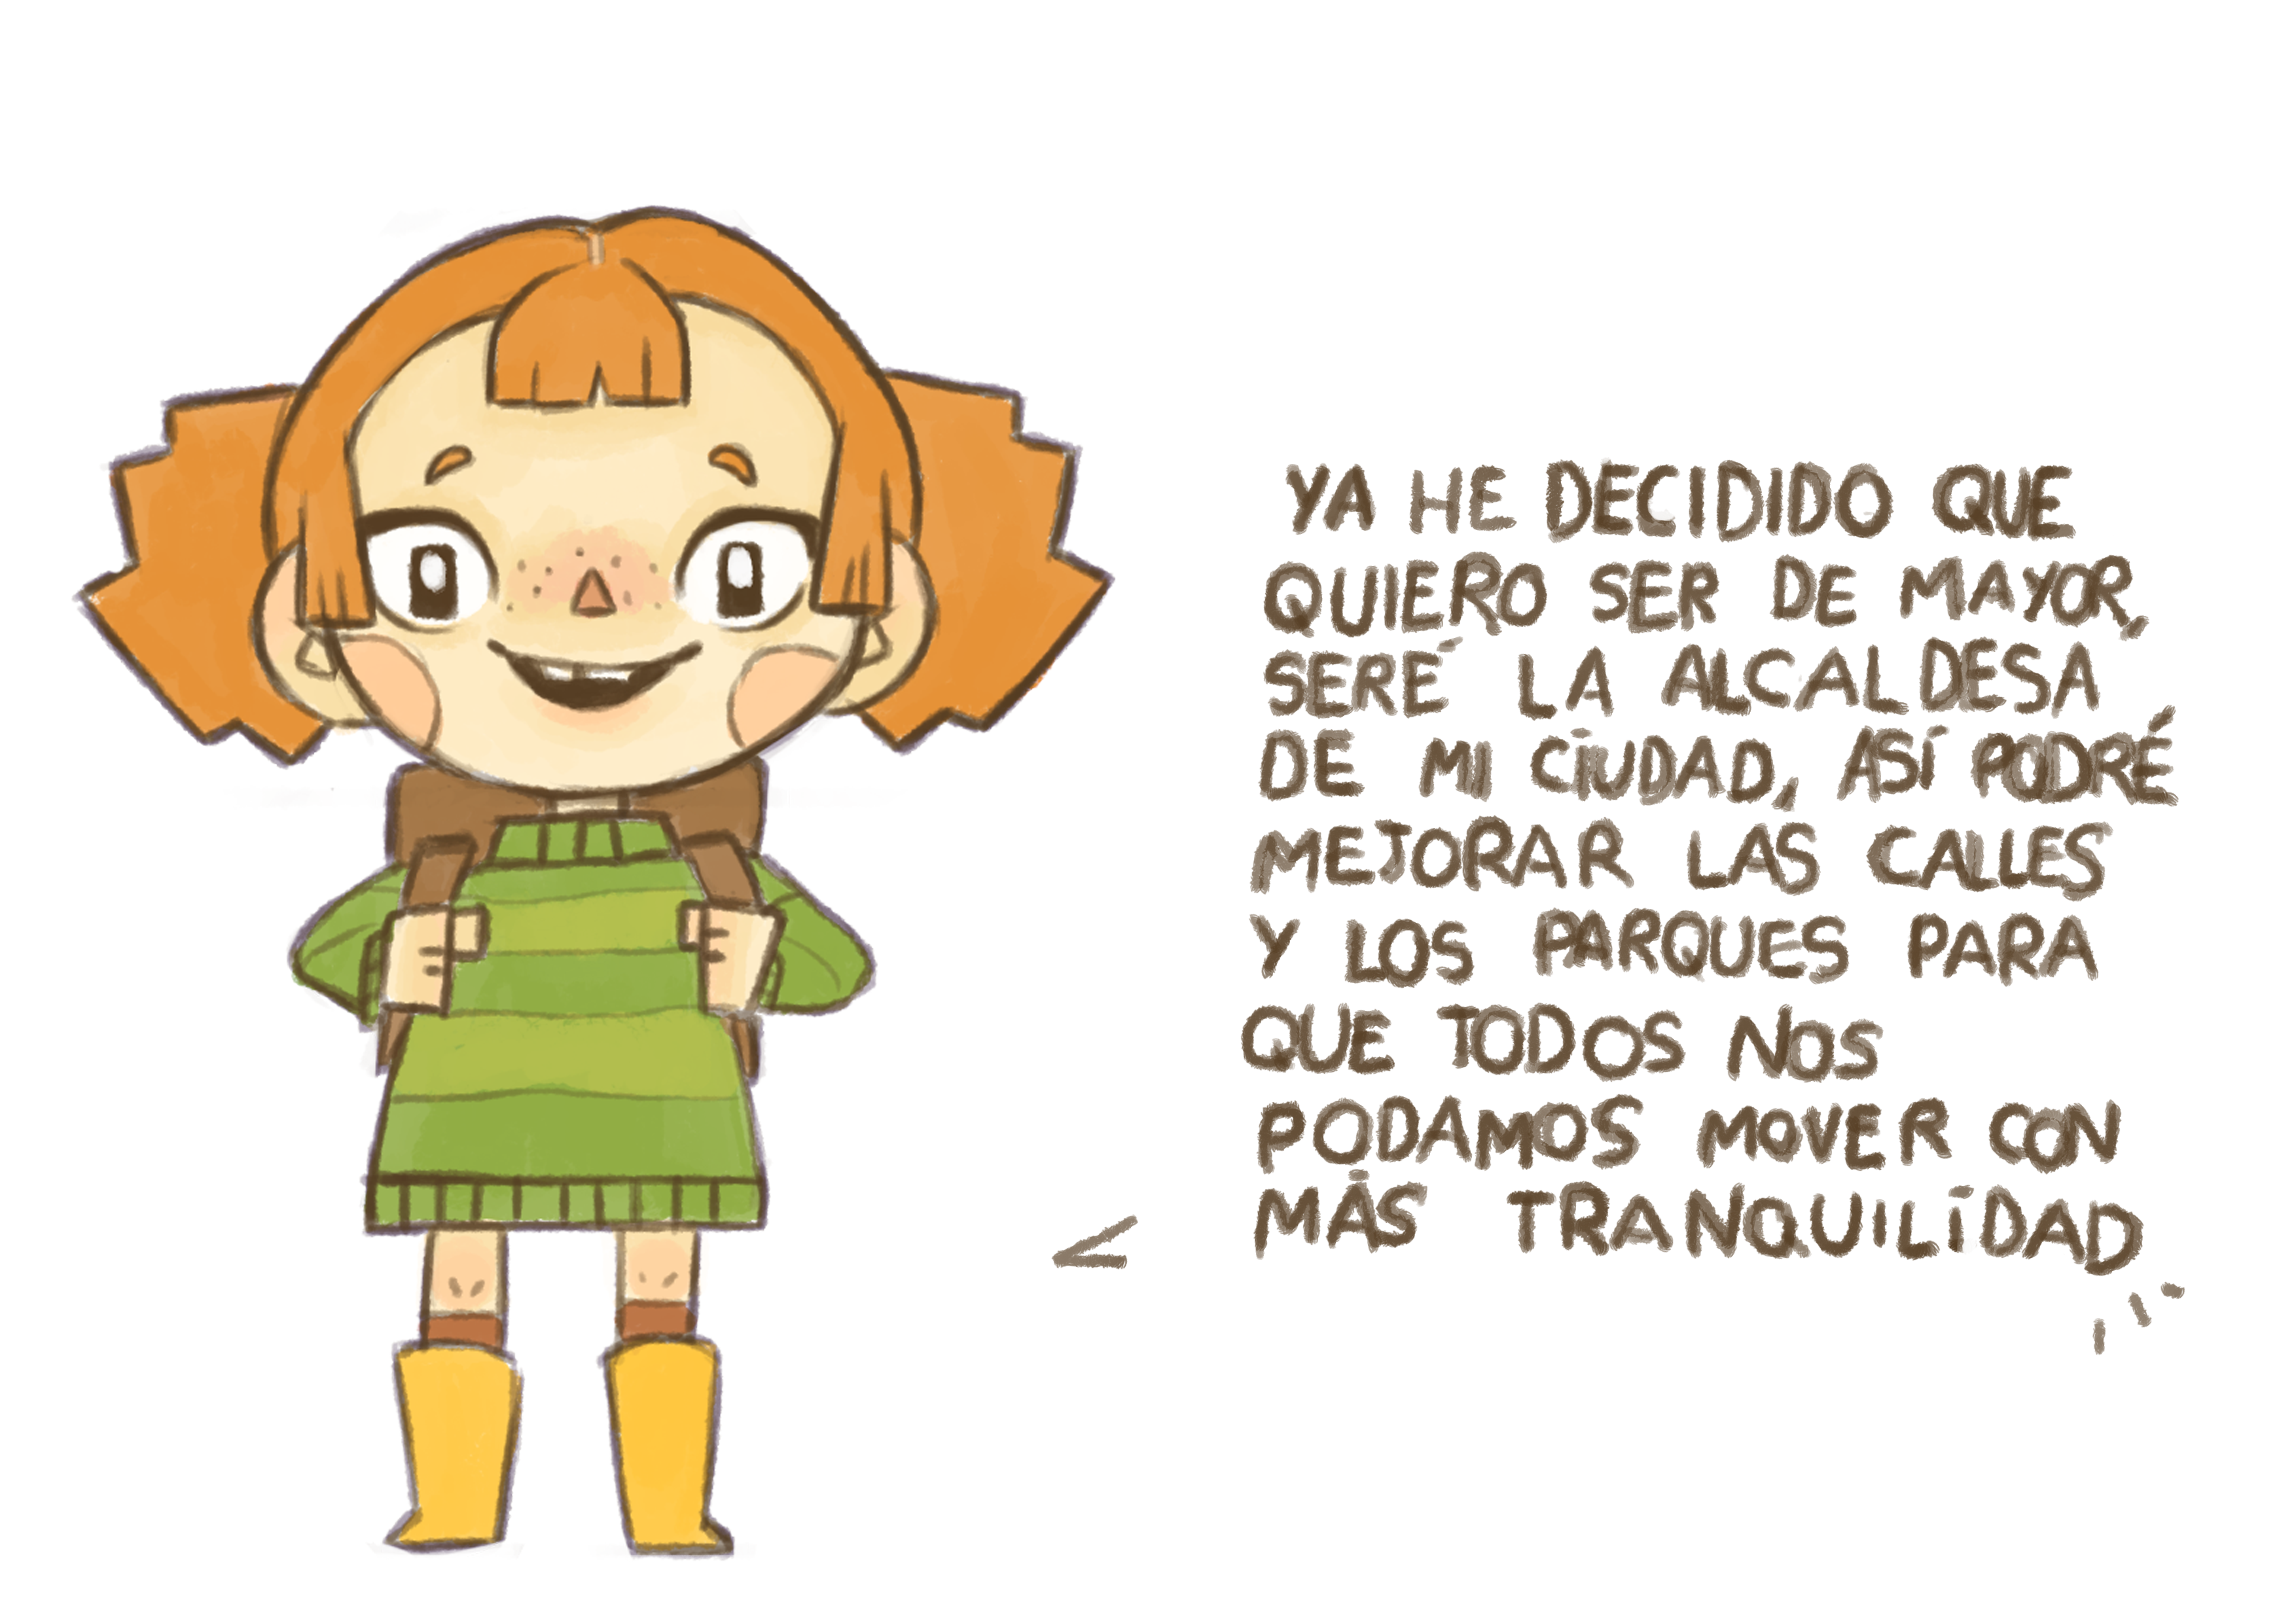 YA HE DECIDIDO QUE
QUIERO SER DE MAYOR,
SERÉ LA ALCALDESA
DE MI CIUDAD, ASÍ PODRÉ
MEJORAR LAS CALLES
Y LOS PARQUES PARA
QUE TODOS NOS
PODAMOS MOVER CON
MÁS TRANQUILIDAD